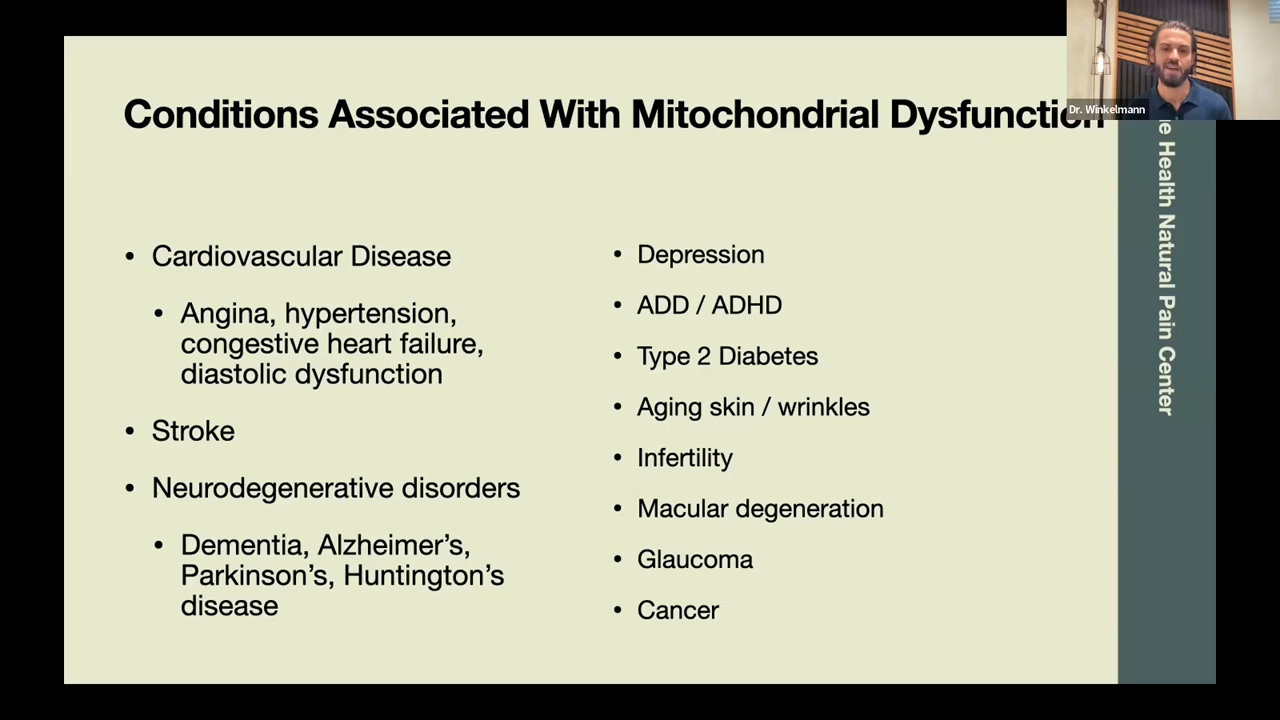 Conditions Associated With Mitochondrial Dysfunction
Dr. Winkelmann
• Cardiovascular Disease
• Angina, hypertension,
congestive heart failure,
diastolic dysfunction
• Stroke
• Neurodegenerative disorders
• Dementia, Alzheimer’s,
Parkinson’s, Huntington’s
disease
• Depression
• ADD / ADHD
• Type 2 Diabetes
• Aging skin / wrinkles
• Infertility
• Macular degeneration
• Glaucoma
• Cancer
Health Natural Pain Center